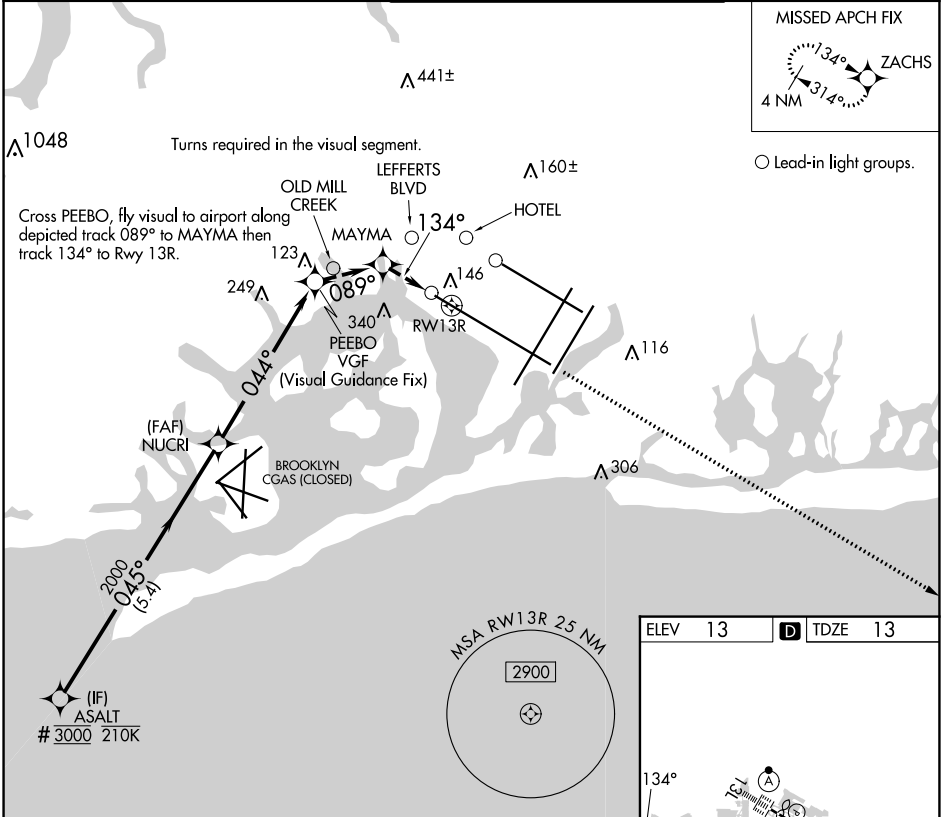 MISSED APCH FIX
134°
ZACHS
4 NM
314°
441±
1048
Turns required in the visual segment.
160±
Lead-in light groups.
LEFFERTS
BLVD
OLD MILL
CREEK
134°
HOTEL
Cross PEEBO, fly visual to airport along
depicted track 089° to MAYMA then
track 134° to Rwy 13R.
MAYMA
123
146
249
089°
340
RW13R
PEEBO
VGF
(Visual Guidance Fix)
116
044°
(FAF)
NUCRI
BROOKLYN
CGAS (CLOSED)
306
2000
045°
(5.4)
MSA RW13R 25 NM
2900
ELEV 13
D
TDZE 13
(IF)
ASALT
# 3000 210K
134°
A
13L
P